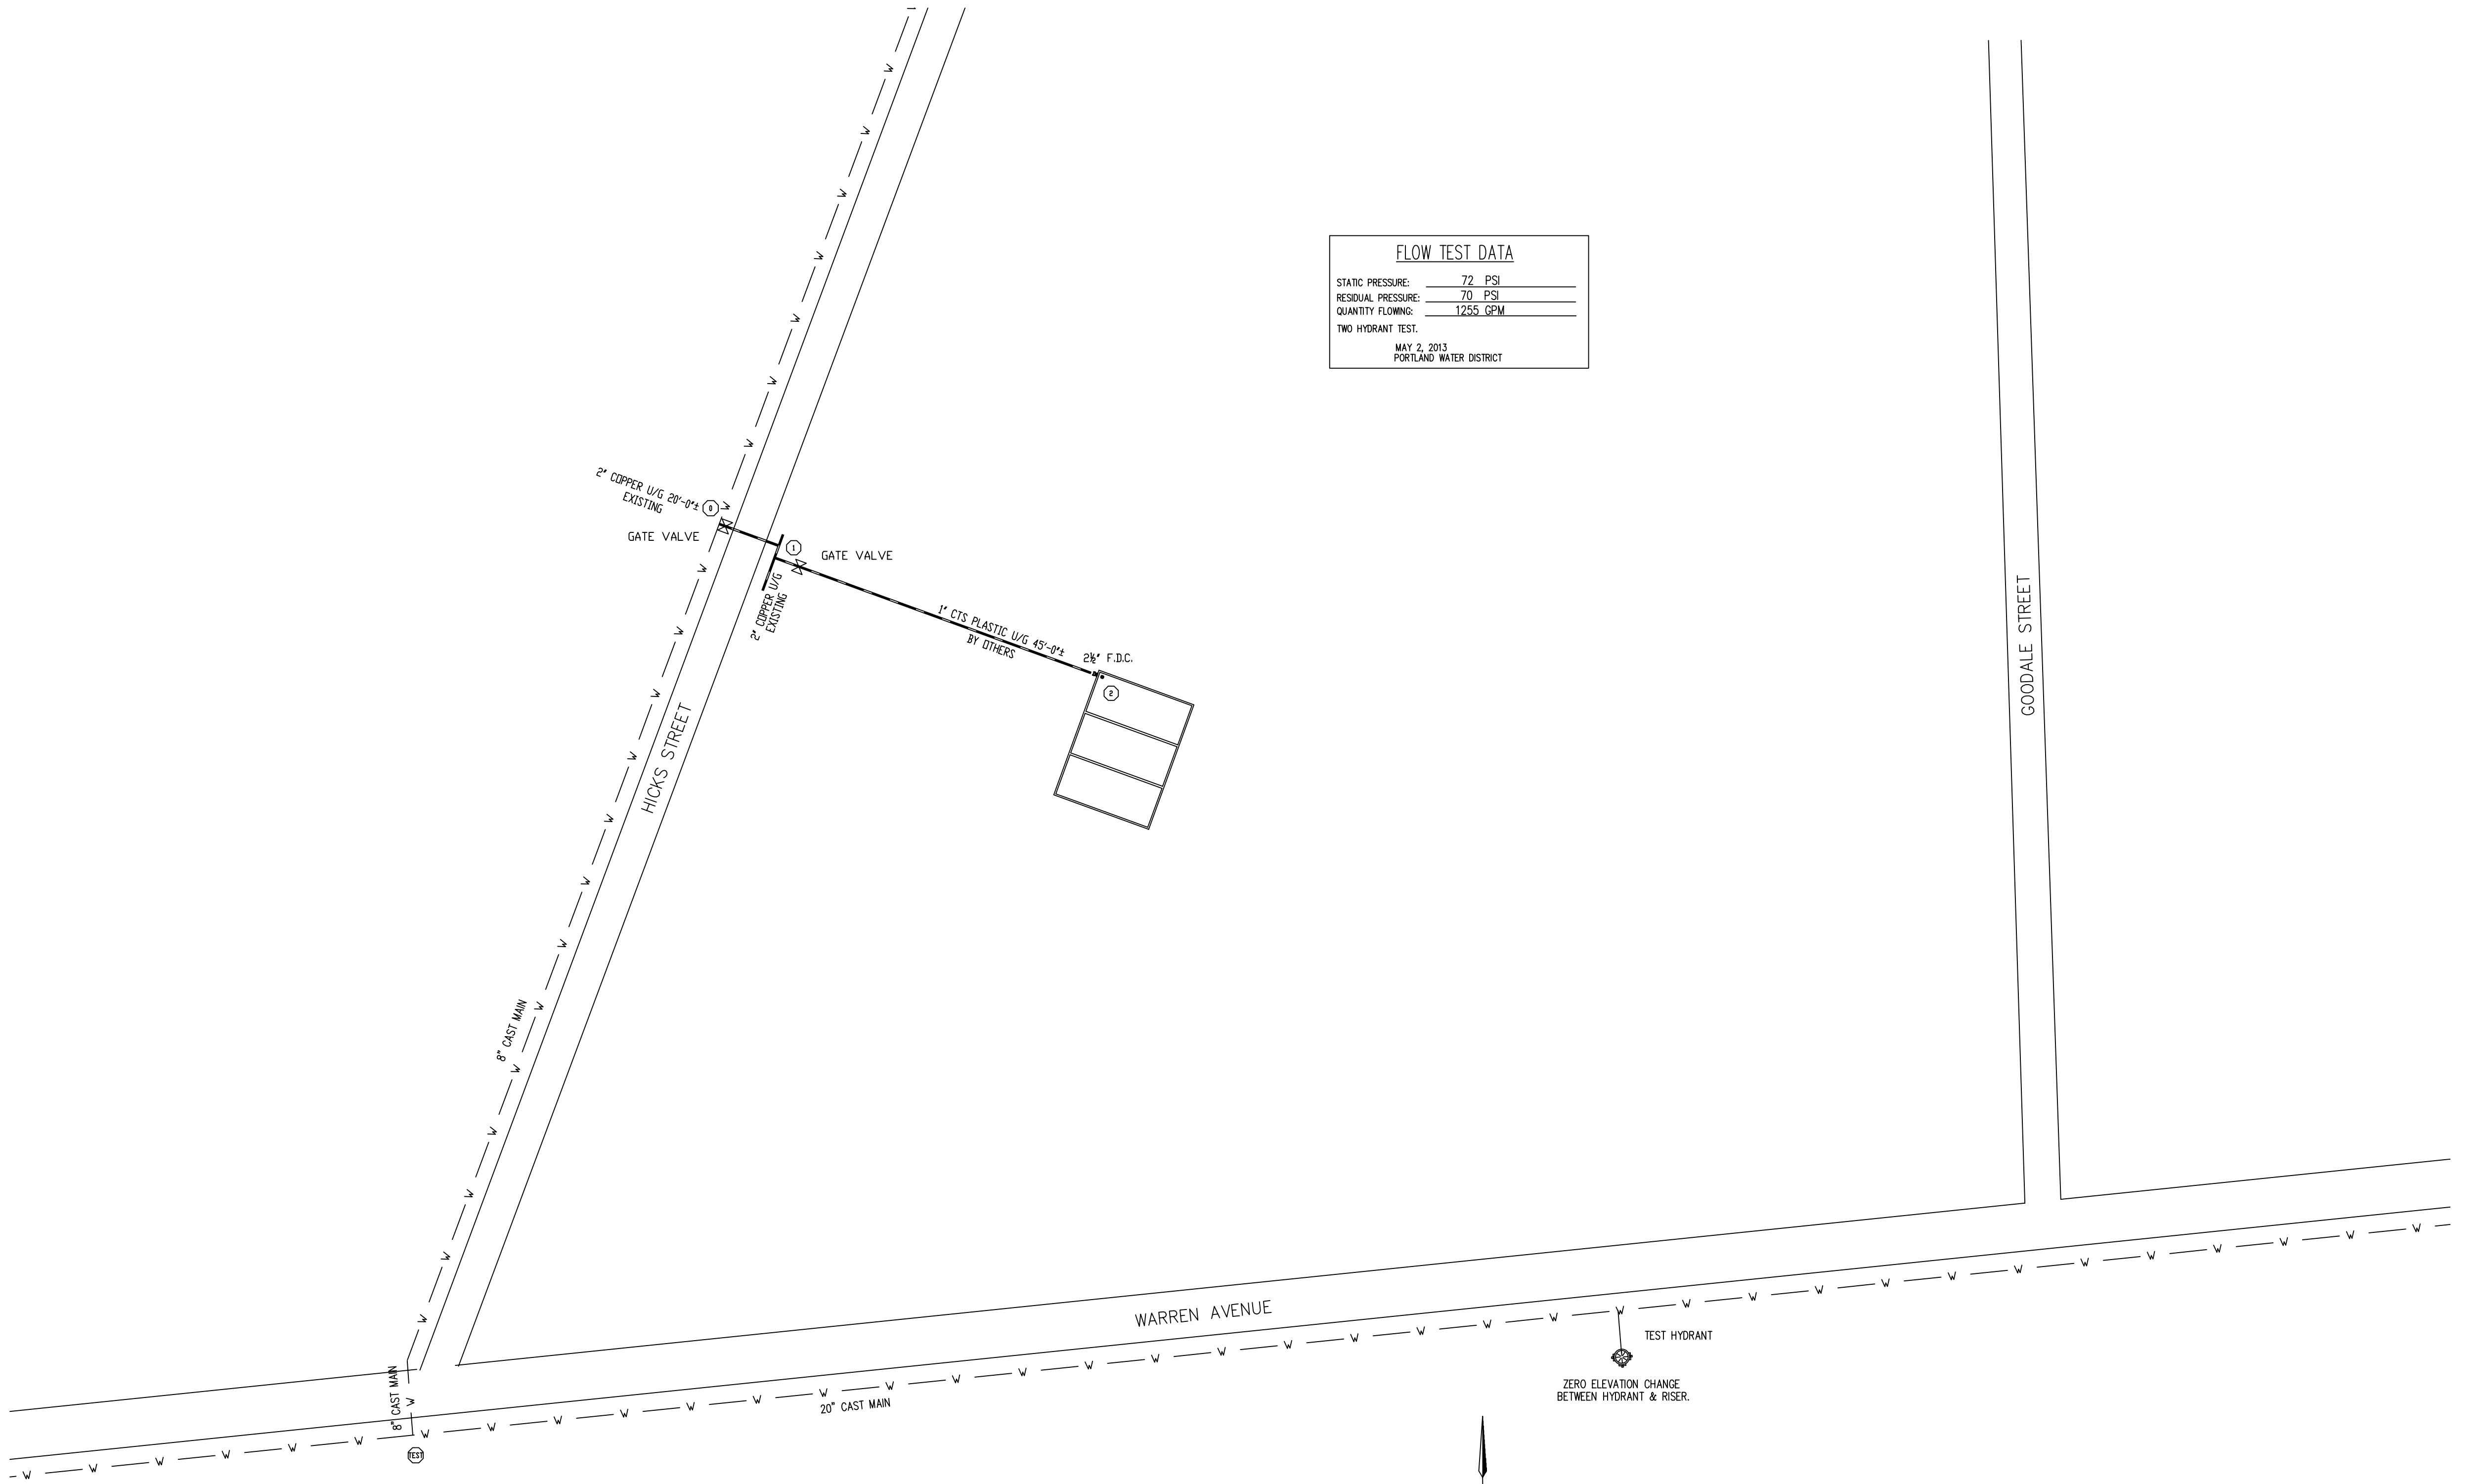 FLOW TEST DATA
STATIC PRESSURE: 72 PSI
RESIDUAL PRESSURE: 70 PSI
QUANTITY FLOWING: 1255 GPM
TWO HYDRANT TEST.
MAY 2, 2013
PORTLAND WATER DISTRICT
2" COPPER U/G 20'-0"±
EXISTING
0
GATE VALVE
1
GATE VALVE
2" COPPER U/G
EXISTING
1" CTS PLASTIC U/G 45'-0"±
BY OTHERS
2½" F.D.C.
2
HICKS STREET
GOODALE STREET
8" CAST MAIN
8" CAST MAIN
WARREN AVENUE
20" CAST MAIN
TEST HYDRANT
ZERO ELEVATION CHANGE
BETWEEN HYDRANT & RISER.
TEST
W W W W W W W W W W W W W W W W W W W W W W
W W W W W W W W W W W W W W W W W W W W W W W W W W W W W W W W W W W W W